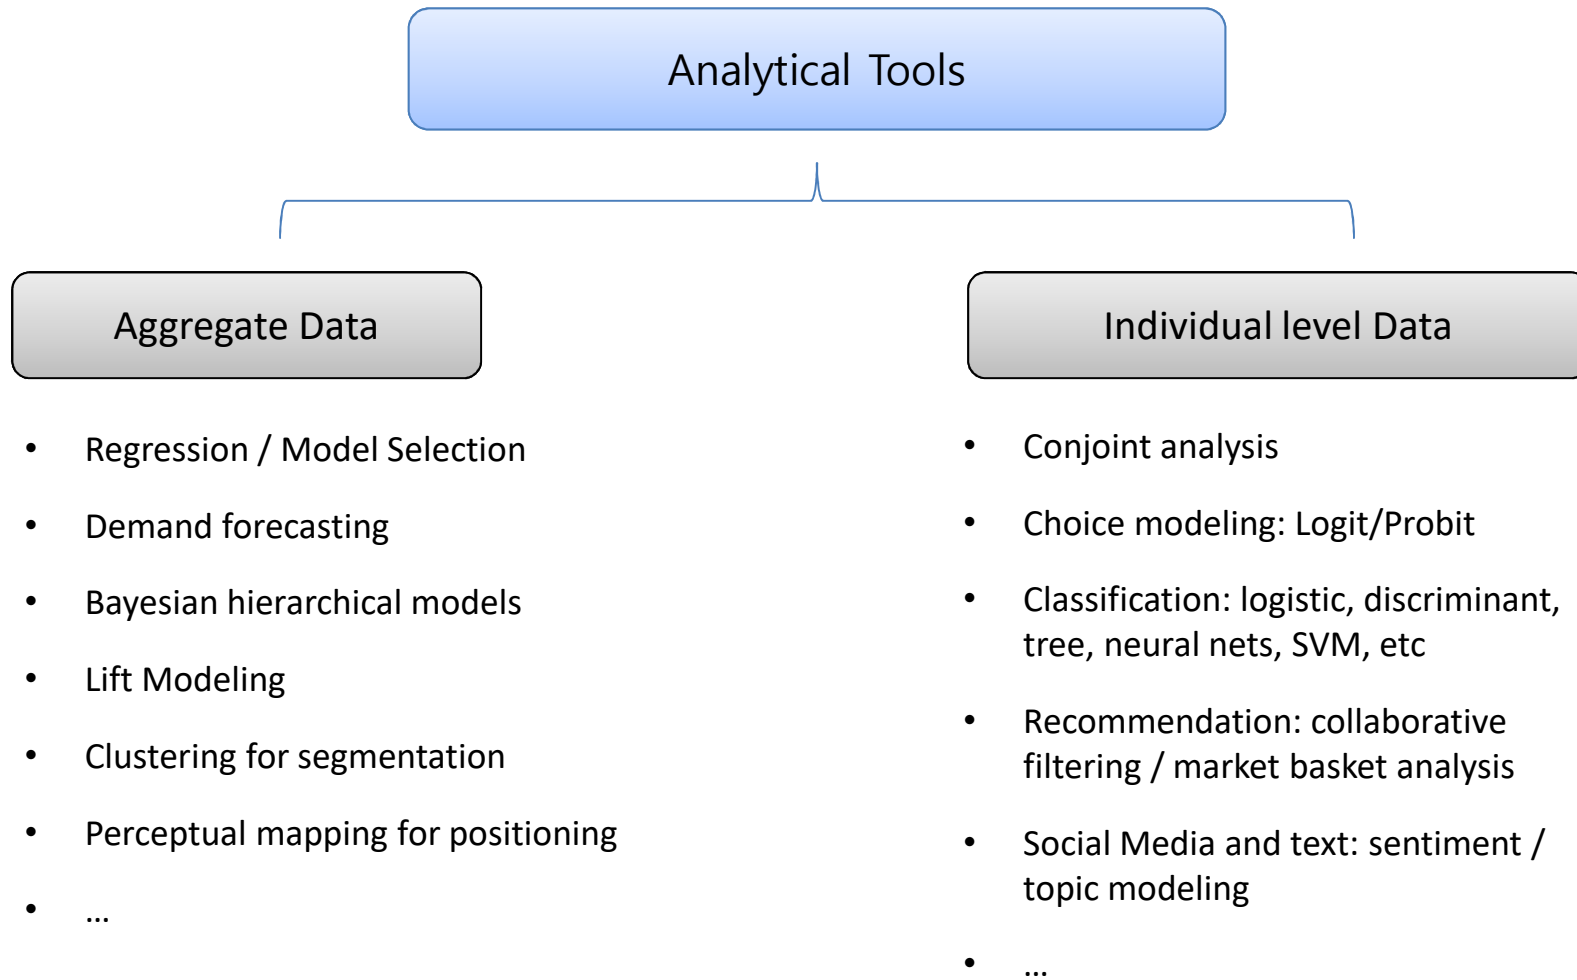 Analytical Tools
Aggregate Data
• Regression / Model Selection
• Demand forecasting
• Bayesian hierarchical models
• Lift Modeling
• Clustering for segmentation
• Perceptual mapping for positioning
• ...
Individual level Data
• Conjoint analysis
• Choice modeling: Logit/Probit
• Classification: logistic, discriminant,
tree, neural nets, SVM, etc
• Recommendation: collaborative
filtering / market basket analysis
• Social Media and text: sentiment /
topic modeling
• ...